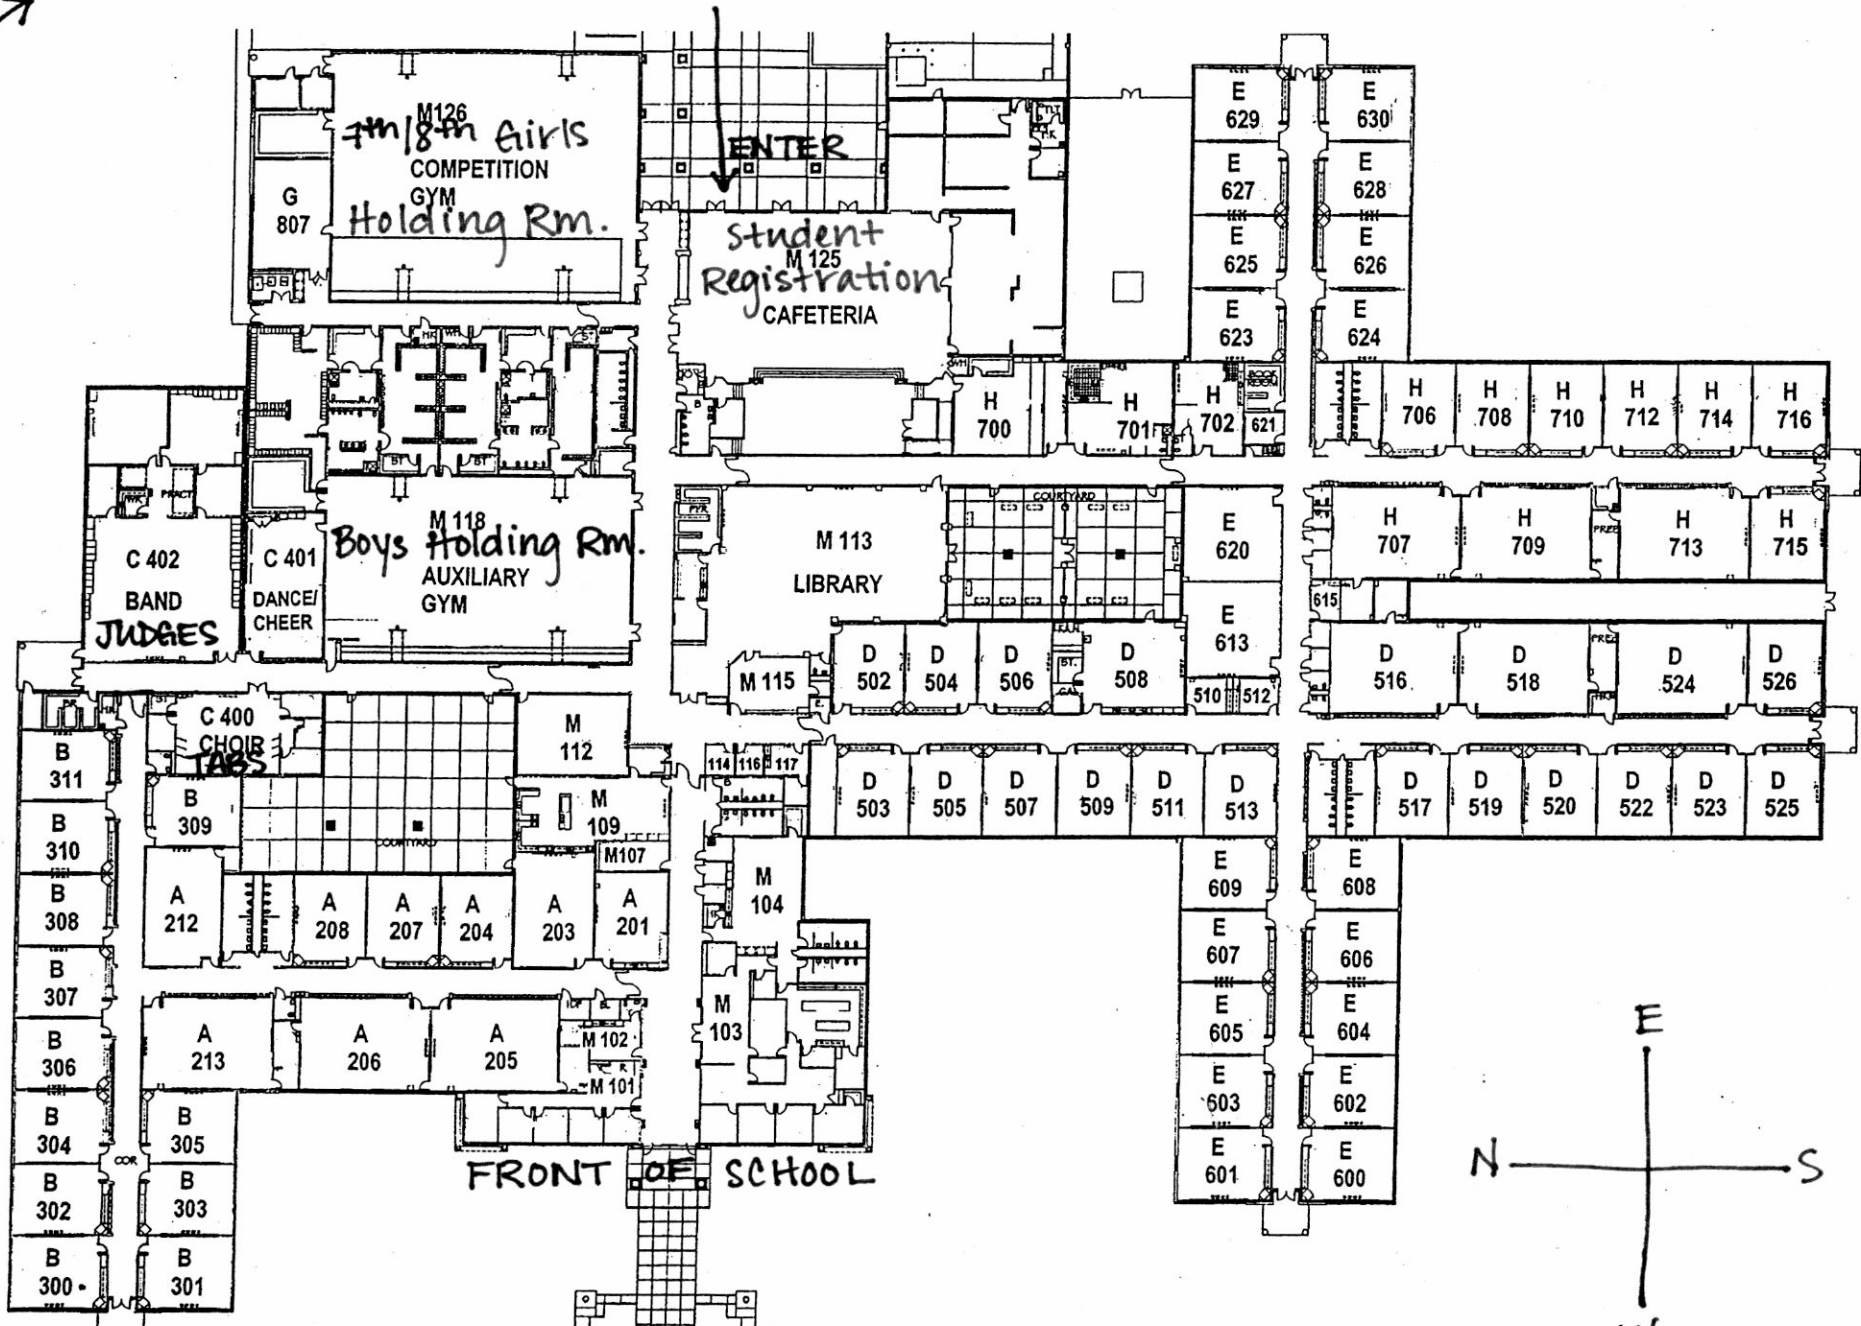 M126
7th/8th Girls
COMPETITION
GYM
Holding Rm.
G
807
ENTER
Student
M 125
Registration
CAFETERIA
E
629
E
630
E
627
E
628
E
625
E
626
E
623
E
624
H
700
H
701
H
702
BOOK
ROOM
621
H
706
H
708
H
710
H
712
H
714
H
716
PRACT
C 402
BAND
JUDGES
C 401
DANCE/
CHEER
M 118
Boys Holding Rm.
AUXILIARY
GYM
M 113
LIBRARY
COURTYARD
E
620
E
613
H
707
H
709
PREP
H
713
H
715
615
M 115
D
502
D
504
D
506
ST.
D
508
510
512
D
516
D
518
PREP
D
524
D
526
C 400
CHOIR
TABS
M
112
B
311
B
309
B
310
COURTYARD
M
109
M107
114
116
117
D
503
D
505
D
507
D
509
D
511
D
513
D
517
D
519
D
520
D
522
D
523
D
525
B
308
A
212
A
208
A
207
A
204
A
203
A
201
M
104
E
609
E
608
B
307
E
607
E
606
B
306
A
213
A
206
A
205
M 102
M 101
M
103
E
605
E
604
B
304
B
305
E
603
E
602
COR
B
302
B
303
E
601
E
600
FRONT OF SCHOOL
B
300
B
301
E
N
S